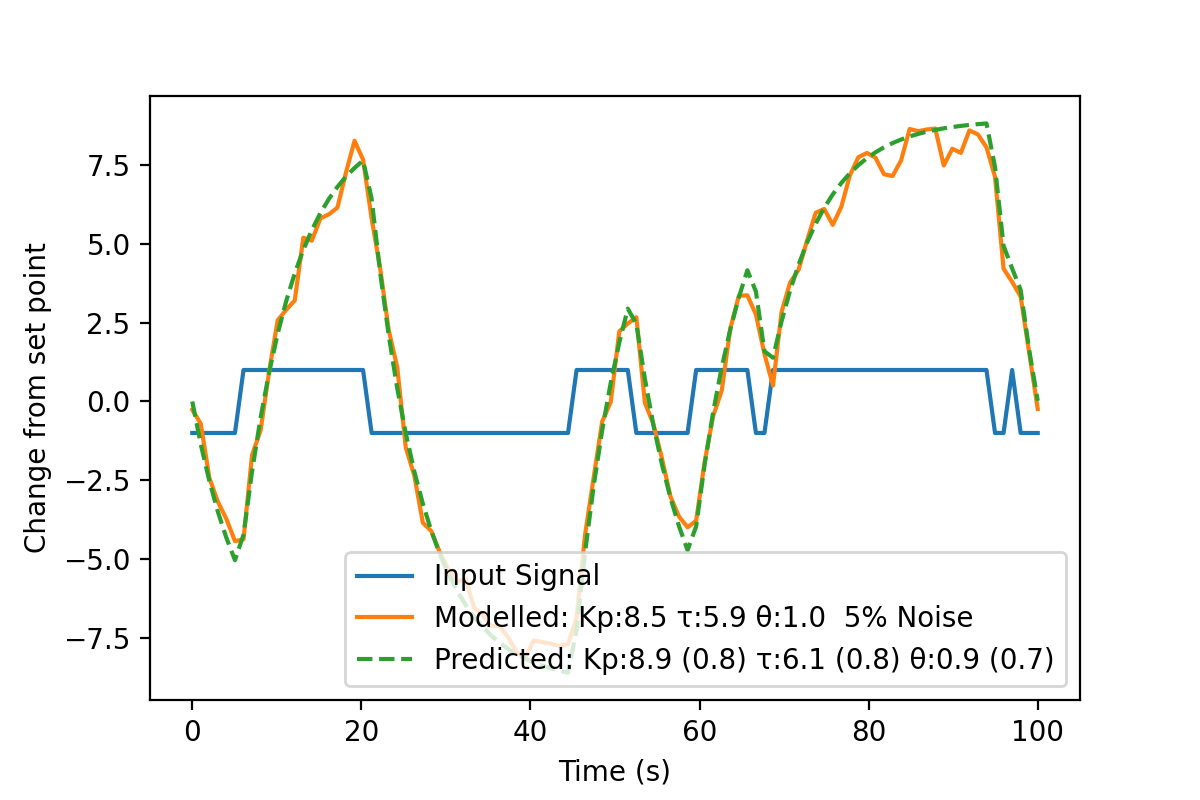 7.5
5.0
2.5
0.0
−2.5
−5.0
−7.5
Change from set point
Input Signal
Modelled: Kp:8.5 τ:5.9 θ:1.0  5% Noise
Predicted: Kp:8.9 (0.8) τ:6.1 (0.8) θ:0.9 (0.7)
0 20 40 60 80 100
Time (s)